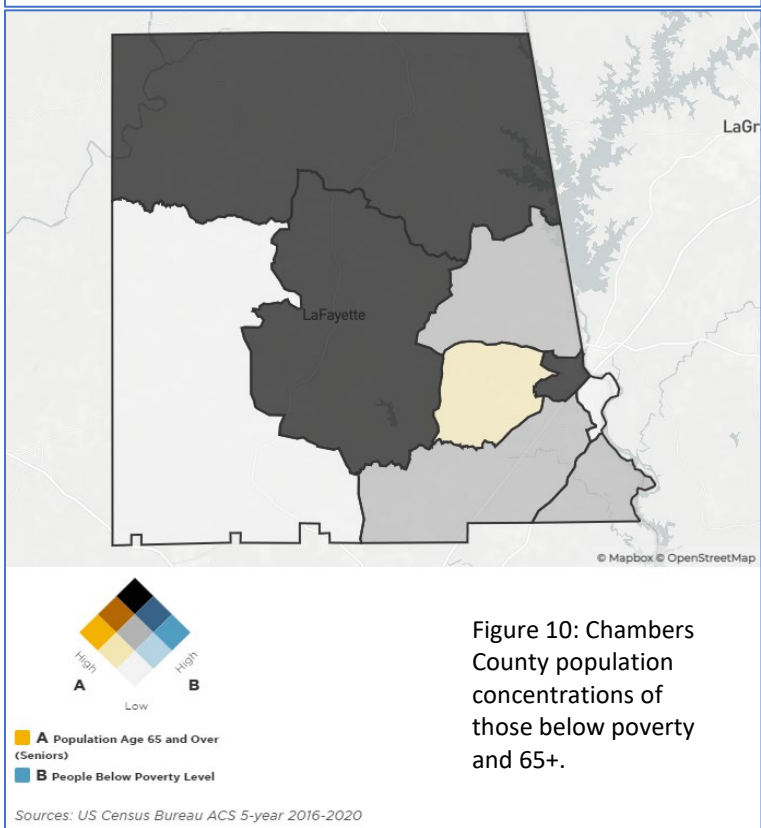 LaGr
LaFayette
© Mapbox © OpenStreetMap
High
High
A
B
Low
A Population Age 65 and Over
(Seniors)
B People Below Poverty Level
Sources: US Census Bureau ACS 5-year 2016-2020
Figure 10: Chambers
County population
concentrations of
those below poverty
and 65+.